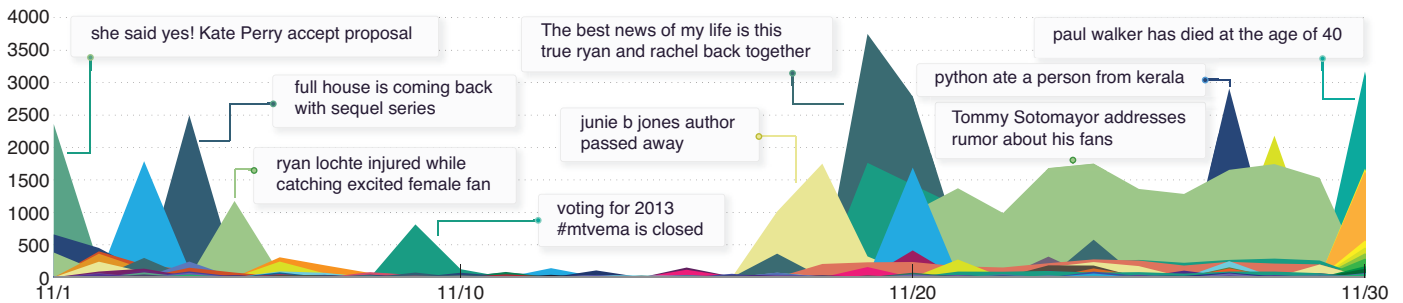 4000
3500
3000
2500
2000
1500
1000
500
0
she said yes! Kate Perry accept proposal
full house is coming back
with sequel series
ryan lochte injured while
catching excited female fan
voting for 2013
#mtvema is closed
The best news of my life is this
true ryan and rachel back together
junie b jones author
passed away
paul walker has died at the age of 40
python ate a person from kerala
Tommy Sotomayor addresses
rumor about his fans
11/1
11/10
11/20
11/30